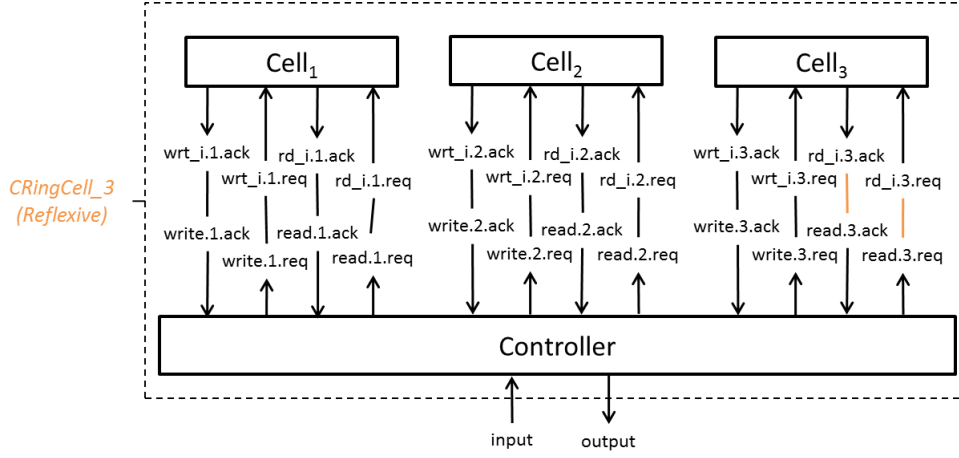 Cell₁ Cell₂ Cell₃
wrt_i.1.ack rd_i.1.ack wrt_i.2.ack rd_i.2.ack wrt_i.3.ack rd_i.3.ack
wrt_i.1.req rd_i.1.req wrt_i.2.req rd_i.2.req wrt_i.3.req rd_i.3.req
CRingCell_3
(Reflexive)
write.1.ack read.1.ack write.2.ack read.2.ack write.3.ack read.3.ack
write.1.req read.1.req write.2.req read.2.req write.3.req read.3.req
Controller
input output